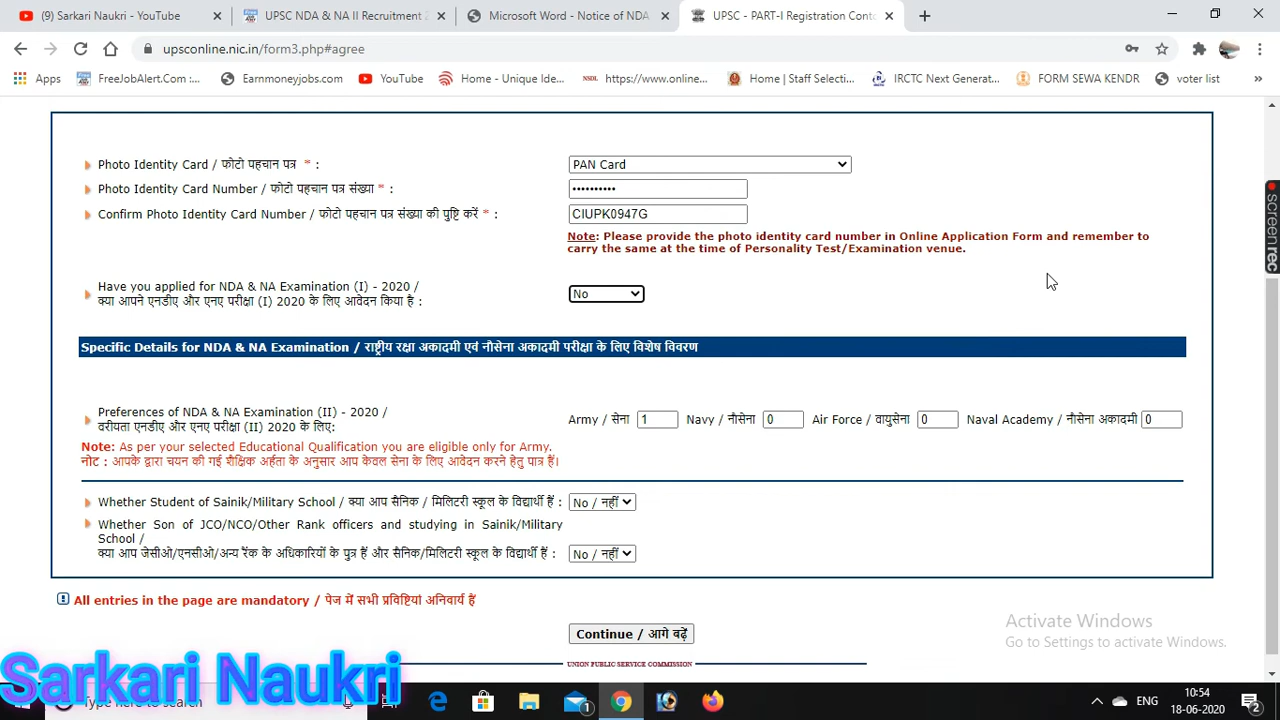 (9) Sarkari Naukri - YouTube
UPSC NDA & NA II Recruitment 2
Microsoft Word - Notice of NDA
UPSC - PART-I Registration Cont
upsconline.nic.in/form3.php#agree
Apps
FreeJobAlert.Com :...
Earnmoneyjobs.com
YouTube
Home - Unique Ide...
NSDL
https://www.online...
Home | Staff Selecti...
IRCTC Next Generat...
FORM SEWA KENDR
voter list
»
Photo Identity Card / फोटो पहचान पत्र * :
PAN Card
Photo Identity Card Number / फोटो पहचान पत्र संख्या * :
••••••••••
Confirm Photo Identity Card Number / फोटो पहचान पत्र संख्या की पुष्टि करें * :
CIUPK0947G
Note: Please provide the photo identity card number in Online Application Form and remember to
carry the same at the time of Personality Test/Examination venue.
Have you applied for NDA & NA Examination (I) - 2020 /
क्या आपने एनडीए और एनए परीक्षा (I) 2020 के लिए आवेदन किया है :
No
Specific Details for NDA & NA Examination / राष्ट्रीय रक्षा अकादमी एवं नौसेना अकादमी परीक्षा के लिए विशेष विवरण
Preferences of NDA & NA Examination (II) - 2020 /
वरीयता एनडीए और एनए परीक्षा (II) 2020 के लिए:
Army / सेना 1 Navy / नौसेना 0 Air Force / वायुसेना 0 Naval Academy / नौसेना अकादमी 0
Note: As per your selected Educational Qualification you are eligible only for Army.
नोट : आपके द्वारा चयन की गई शैक्षिक अर्हता के अनुसार आप केवल सेना के लिए आवेदन करने हेतु पात्र हैं।
Whether Student of Sainik/Military School / क्या आप सैनिक / मिलिटरी स्कूल के विद्यार्थी हैं :
No / नहीं
Whether Son of JCO/NCO/Other Rank officers and studying in Sainik/Military
School /
क्या आप जेसीओ/एनसीओ/अन्य रैंक के अधिकारियों के पुत्र हैं और सैनिक/मिलिटरी स्कूल के विद्यार्थी हैं :
No / नहीं
All entries in the page are mandatory / पेज में सभी प्रविष्टियां अनिवार्य हैं
Continue / आगे बढ़ें
UNION PUBLIC SERVICE COMMISSION
Activate Windows
Go to Settings to activate Windows.
screenrec
Sarkari Naukri
Type here to search
1
ENG
10:54
18-06-2020
2